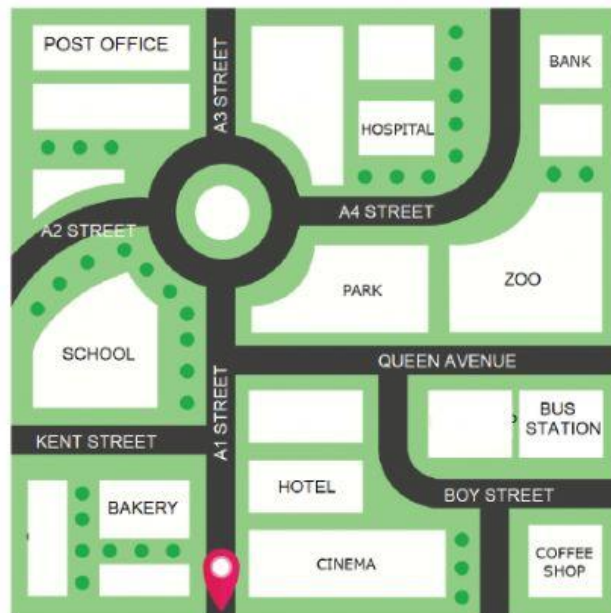 POST OFFICE
A3 STREET
BANK
HOSPITAL
A2 STREET
A4 STREET
PARK
ZOO
SCHOOL
QUEEN AVENUE
A1 STREET
KENT STREET
BUS
STATION
HOTEL
BOY STREET
BAKERY
CINEMA
COFFEE
SHOP